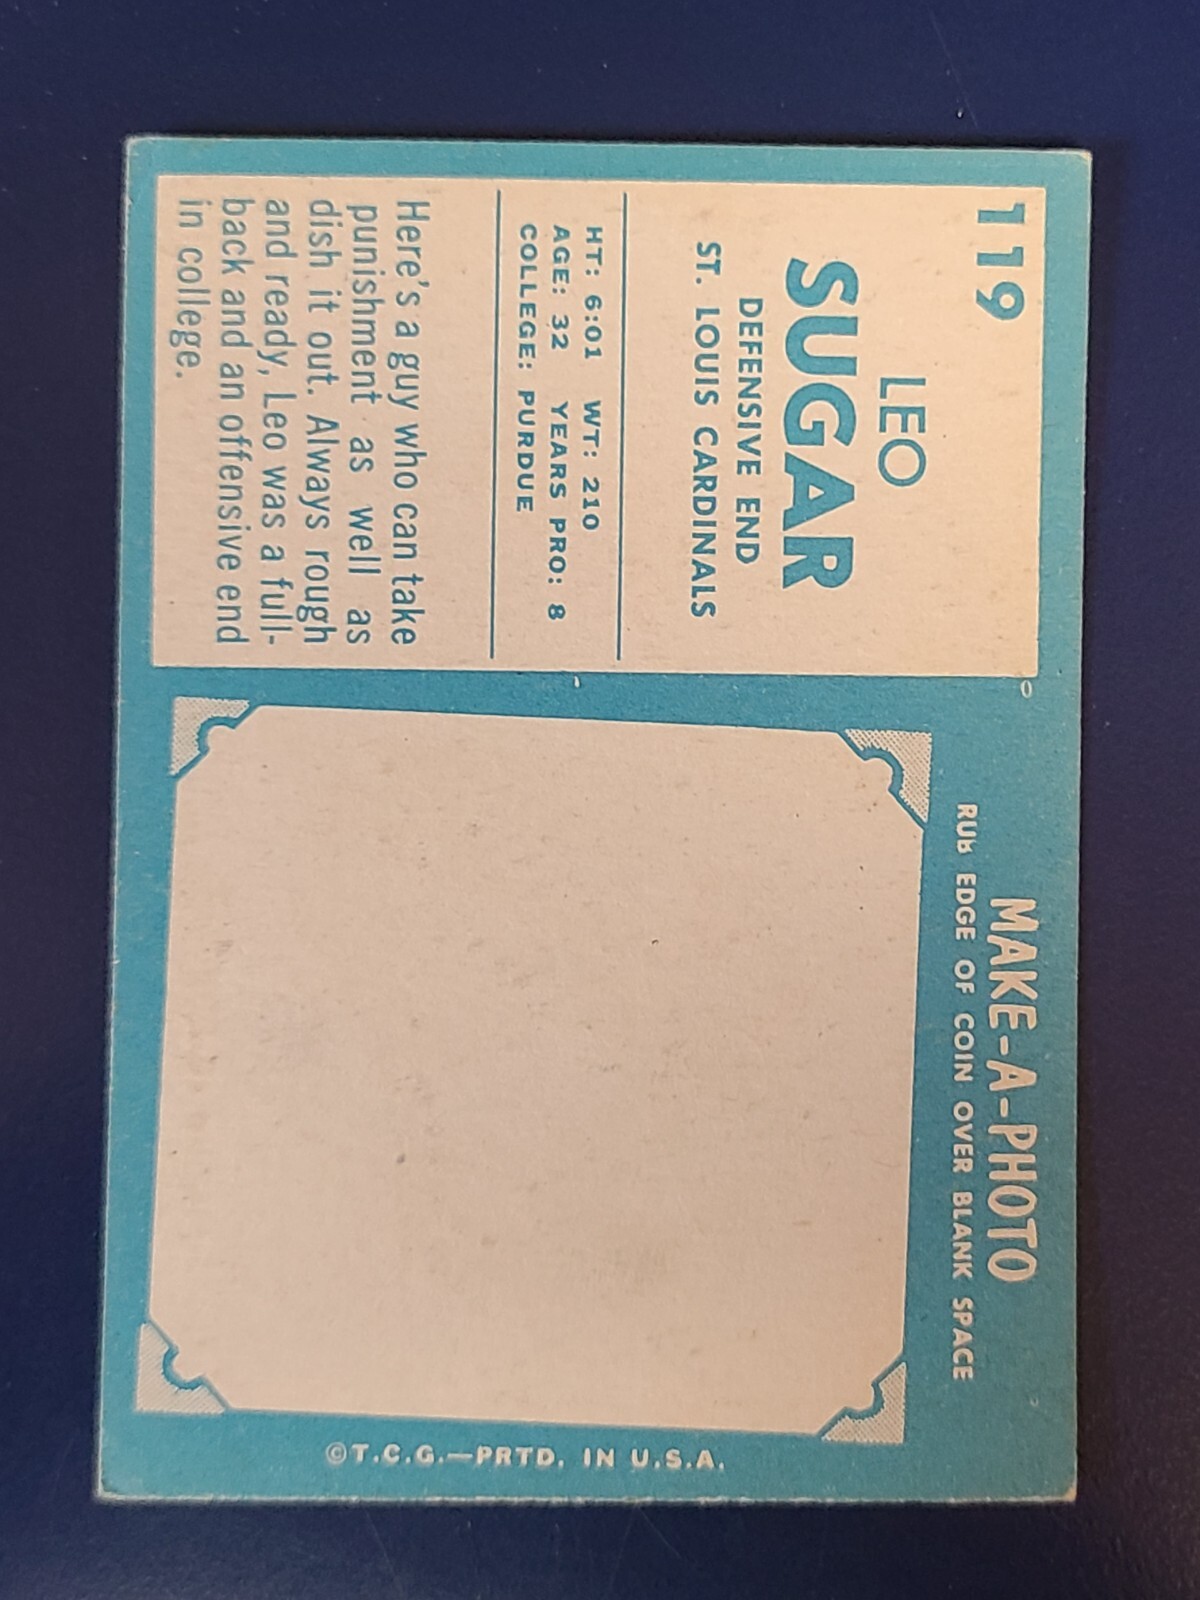 119
LEO
SUGAR
DEFENSIVE END
ST. LOUIS CARDINALS
HT: 6:01 WT: 210
AGE: 32 YEARS PRO: 8
COLLEGE: PURDUE
Here's a guy who can take
punishment as well as
dish it out. Always rough
and ready, Leo was a full-
back and an offensive end
in college.
MAKE-A-PHOTO
RUB EDGE OF COIN OVER BLANK SPACE
©T.C.G.—PRTD. IN U.S.A.